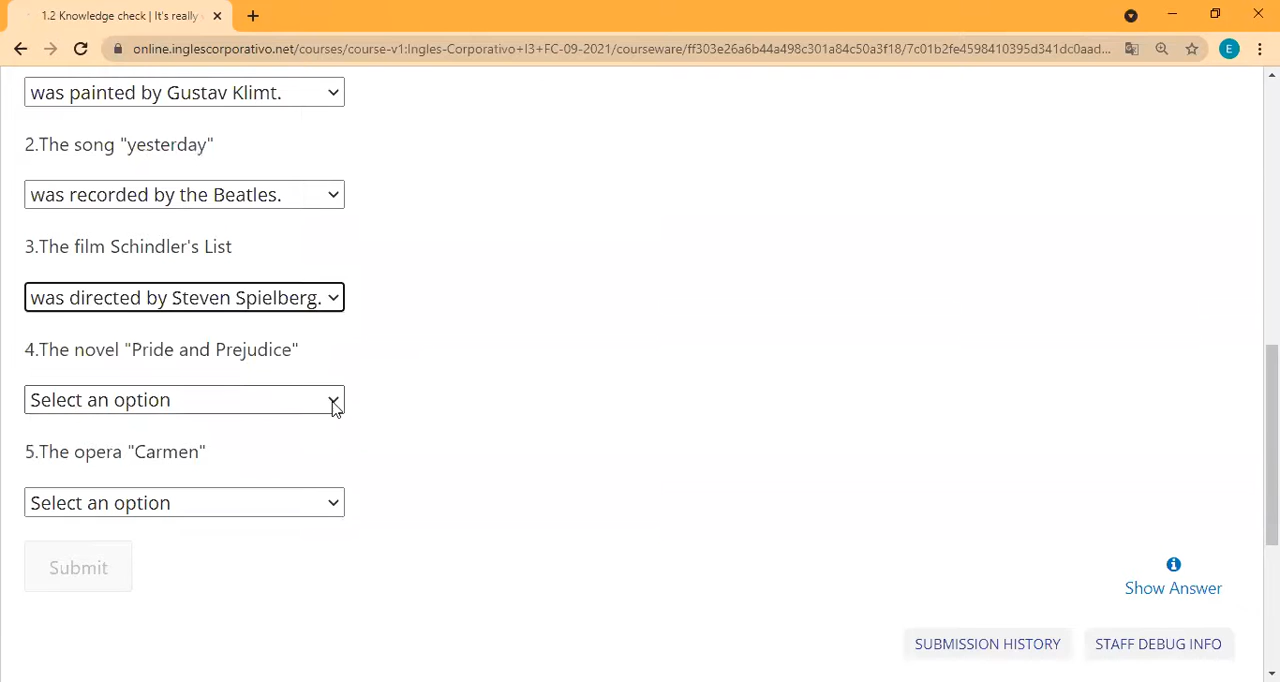 1.2 Knowledge check | It's really
online.inglescorporativo.net/courses/course-v1:Ingles-Corporativo+I3+FC-09-2021/courseware/ff303e26a6b44a498c301a84c50a3f18/7c01b2fe4598410395d341dc0aad...
E
was painted by Gustav Klimt.
2.The song "yesterday"
was recorded by the Beatles.
3.The film Schindler's List
was directed by Steven Spielberg.
4.The novel "Pride and Prejudice"
Select an option
5.The opera "Carmen"
Select an option
Submit
Show Answer
SUBMISSION HISTORY STAFF DEBUG INFO